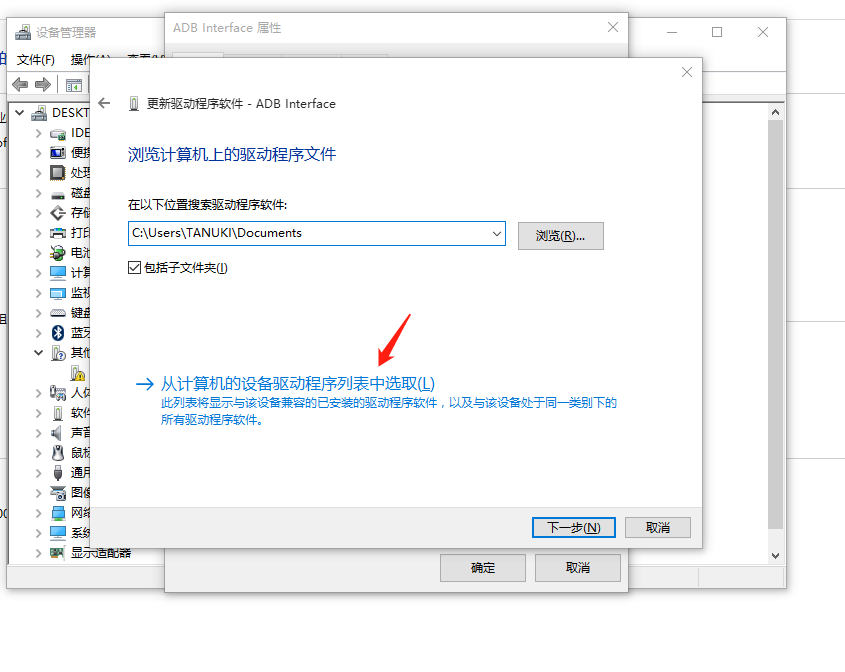 设备管理器
ADB Interface 属性
文件(F)
更新驱动程序软件 - ADB Interface
浏览计算机上的驱动程序文件
在以下位置搜索驱动程序软件:
C:\Users\TANUKI\Documents
浏览(R)...
包括子文件夹(I)
从计算机的设备驱动程序列表中选取(L)
此列表将显示与该设备兼容的已安装的驱动程序软件，以及与该设备处于同一类别下的
所有驱动程序软件。
下一步(N)
取消
确定
取消
DESKT
IDE
便携
处理
磁盘
存储
打印
电池
计算
监视
键盘
蓝牙
其他
人体
软件
声音
鼠标
通用
图像
网络
系统
显示适配器